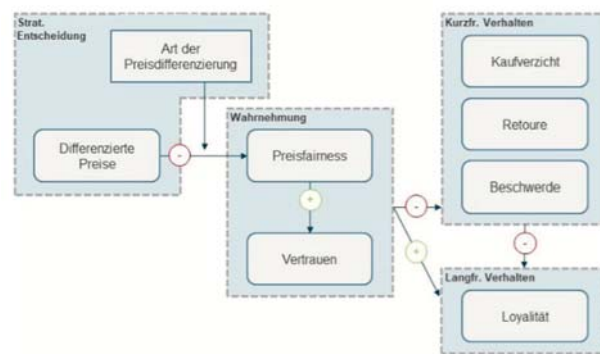 Strat.
Entscheidung
Art der
Preisdifferenzierung
Differenzierte
Preise
-
Wahrnehmung
Preisfairness
+
Vertrauen
-
+
Kurzfr. Verhalten
Kaufverzicht
Retoure
Beschwerde
-
Langfr. Verhalten
Loyalität